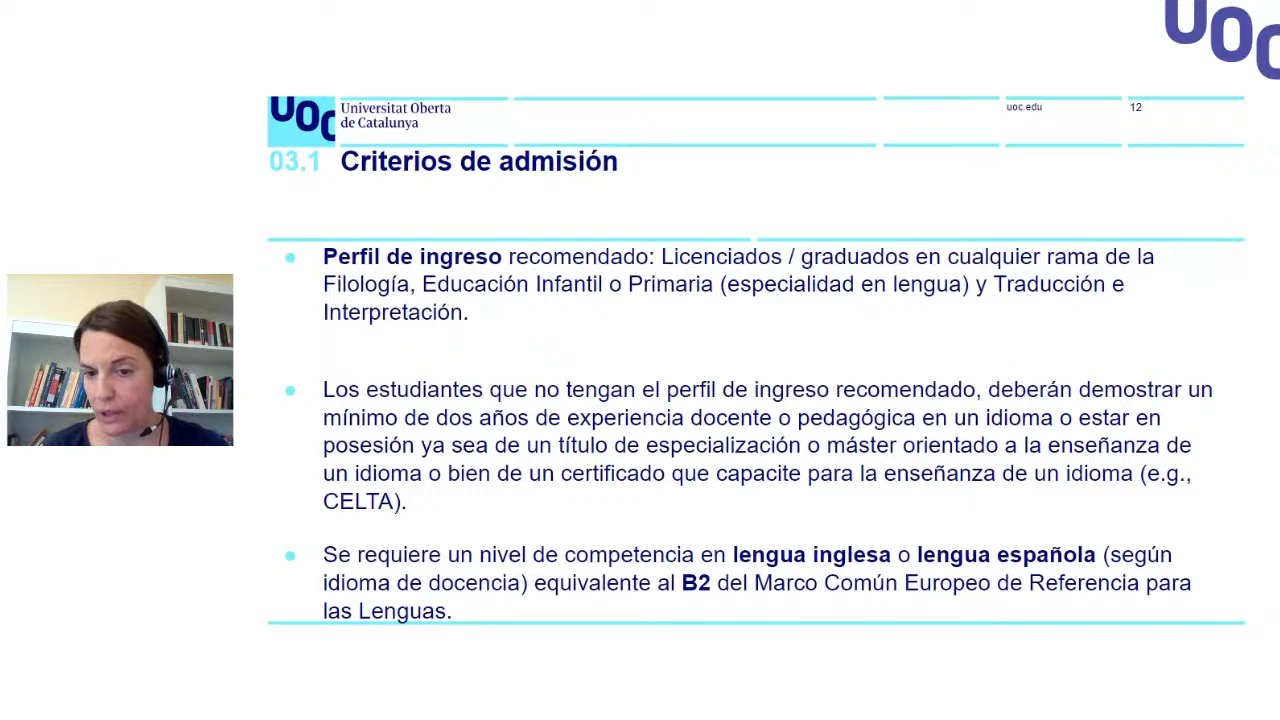 UOC
UOC
Universitat Oberta
de Catalunya
uoc.edu
12
03.1 Criterios de admisión
Perfil de ingreso recomendado: Licenciados / graduados en cualquier rama de la
Filología, Educación Infantil o Primaria (especialidad en lengua) y Traducción e
Interpretación.
Los estudiantes que no tengan el perfil de ingreso recomendado, deberán demostrar un
mínimo de dos años de experiencia docente o pedagógica en un idioma o estar en
posesión ya sea de un título de especialización o máster orientado a la enseñanza de
un idioma o bien de un certificado que capacite para la enseñanza de un idioma (e.g.,
CELTA).
Se requiere un nivel de competencia en lengua inglesa o lengua española (según
idioma de docencia) equivalente al B2 del Marco Común Europeo de Referencia para
las Lenguas.